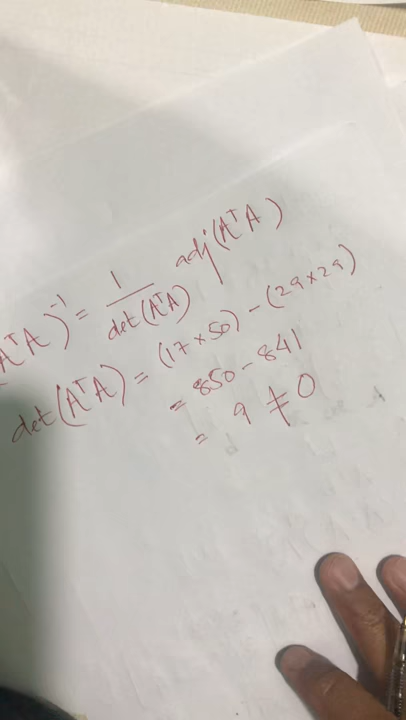 (AᵀA)⁻¹ = 1/det(AᵀA) adj(AᵀA)
det(AᵀA) = (17×50) - (29×29)
= 850 - 841
= 9 ≠ 0